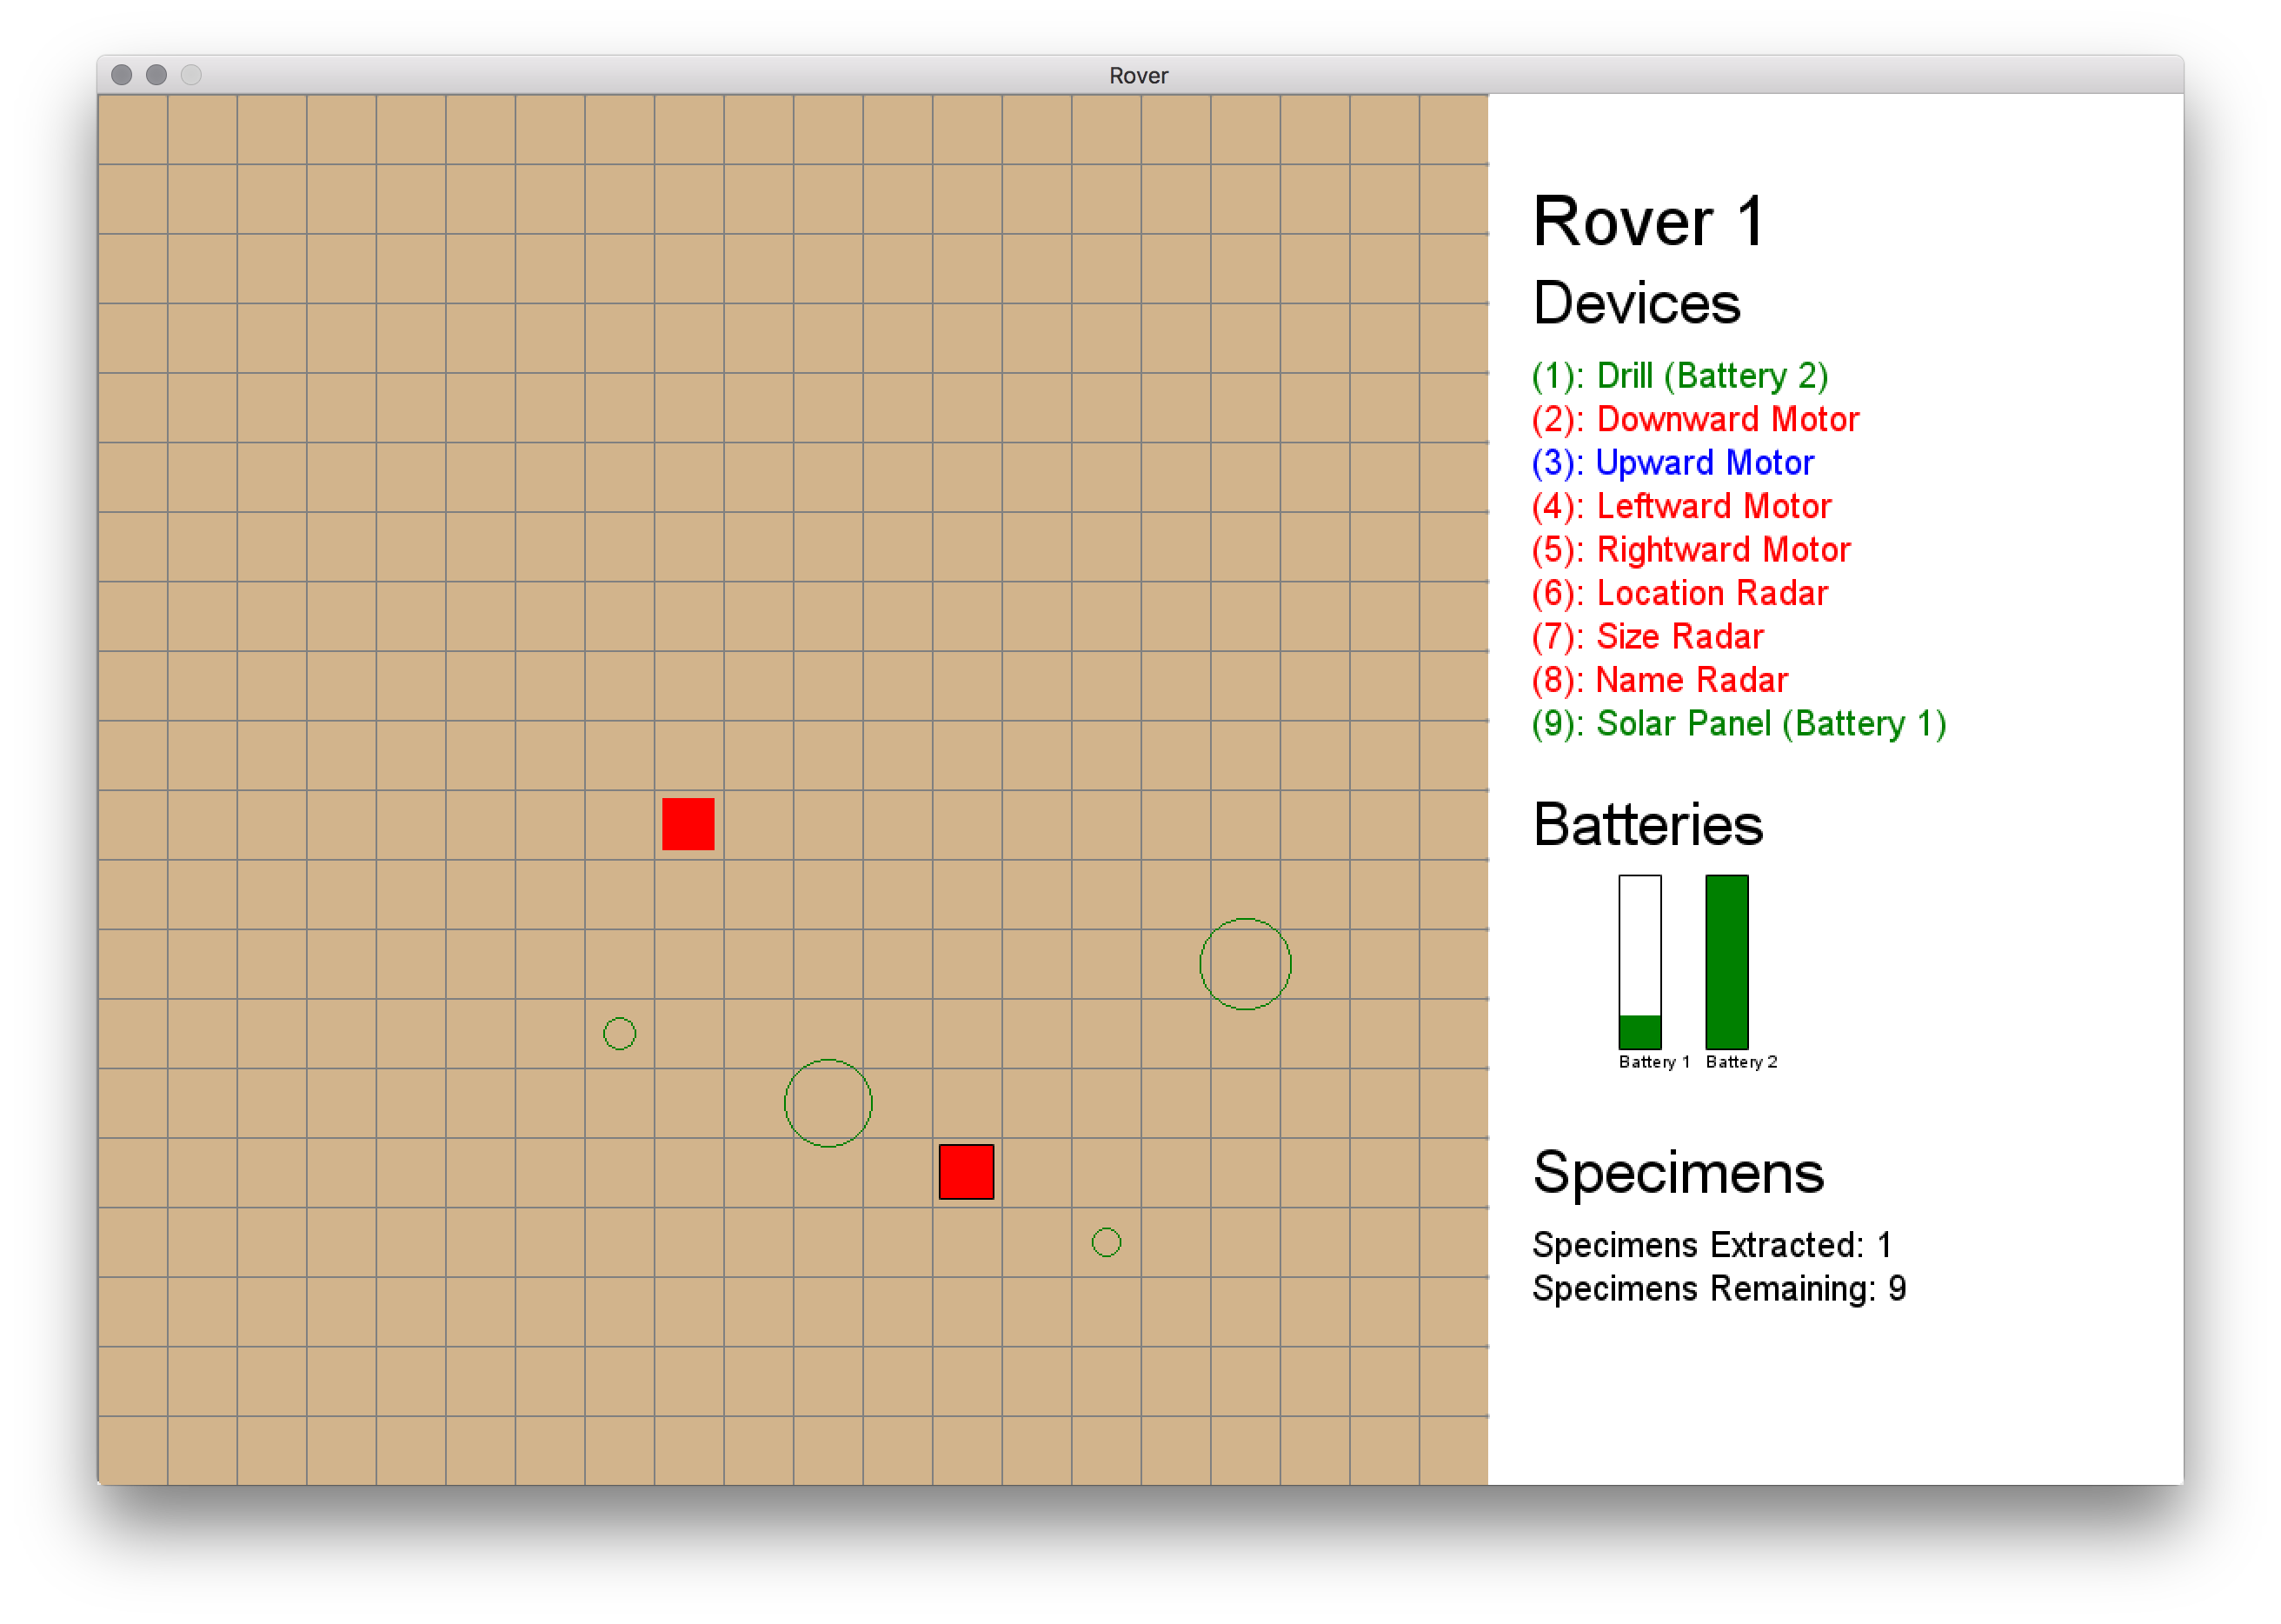 Rover
Rover 1
Devices
(1): Drill (Battery 2)
(2): Downward Motor
(3): Upward Motor
(4): Leftward Motor
(5): Rightward Motor
(6): Location Radar
(7): Size Radar
(8): Name Radar
(9): Solar Panel (Battery 1)
Batteries
Battery 1 Battery 2
Specimens
Specimens Extracted: 1
Specimens Remaining: 9